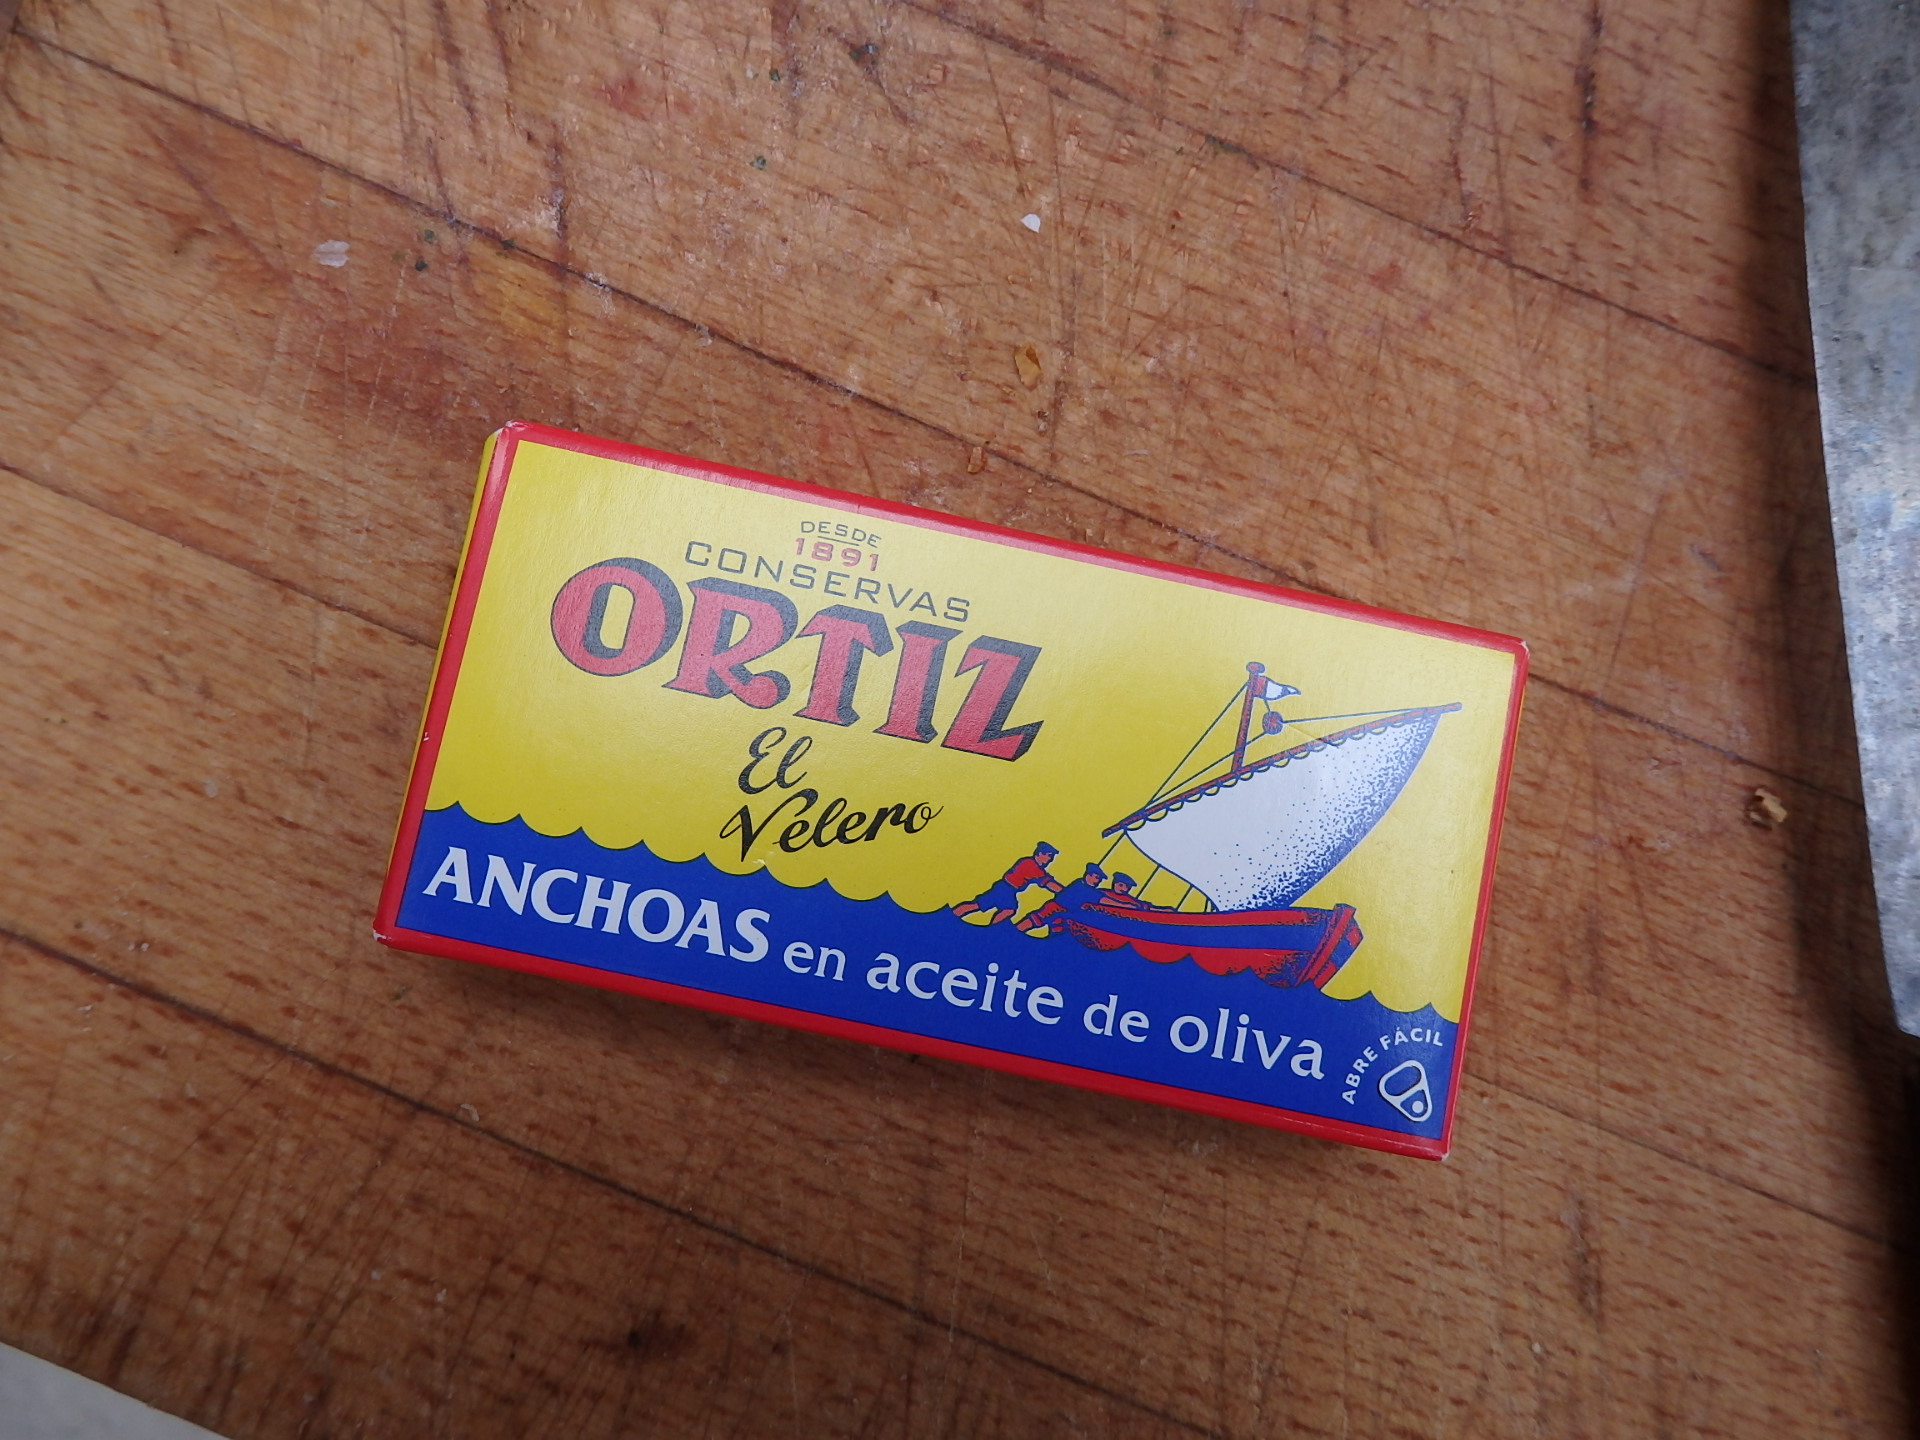 DESDE
1891
CONSERVAS
ORTIZ
El
Velero
ANCHOAS en aceite de oliva
ABRE FÁCIL